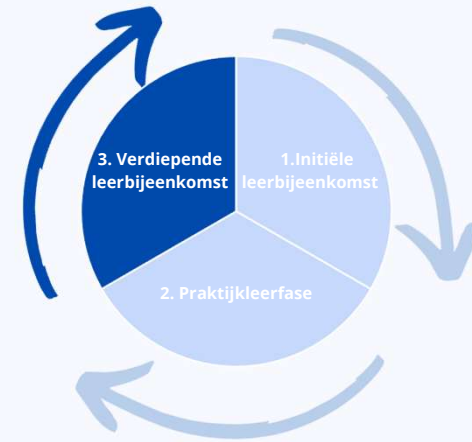 3. Verdiepende
leerbijeenkomst
1.Initiële
leerbijeenkomst
2. Praktijkleerfase